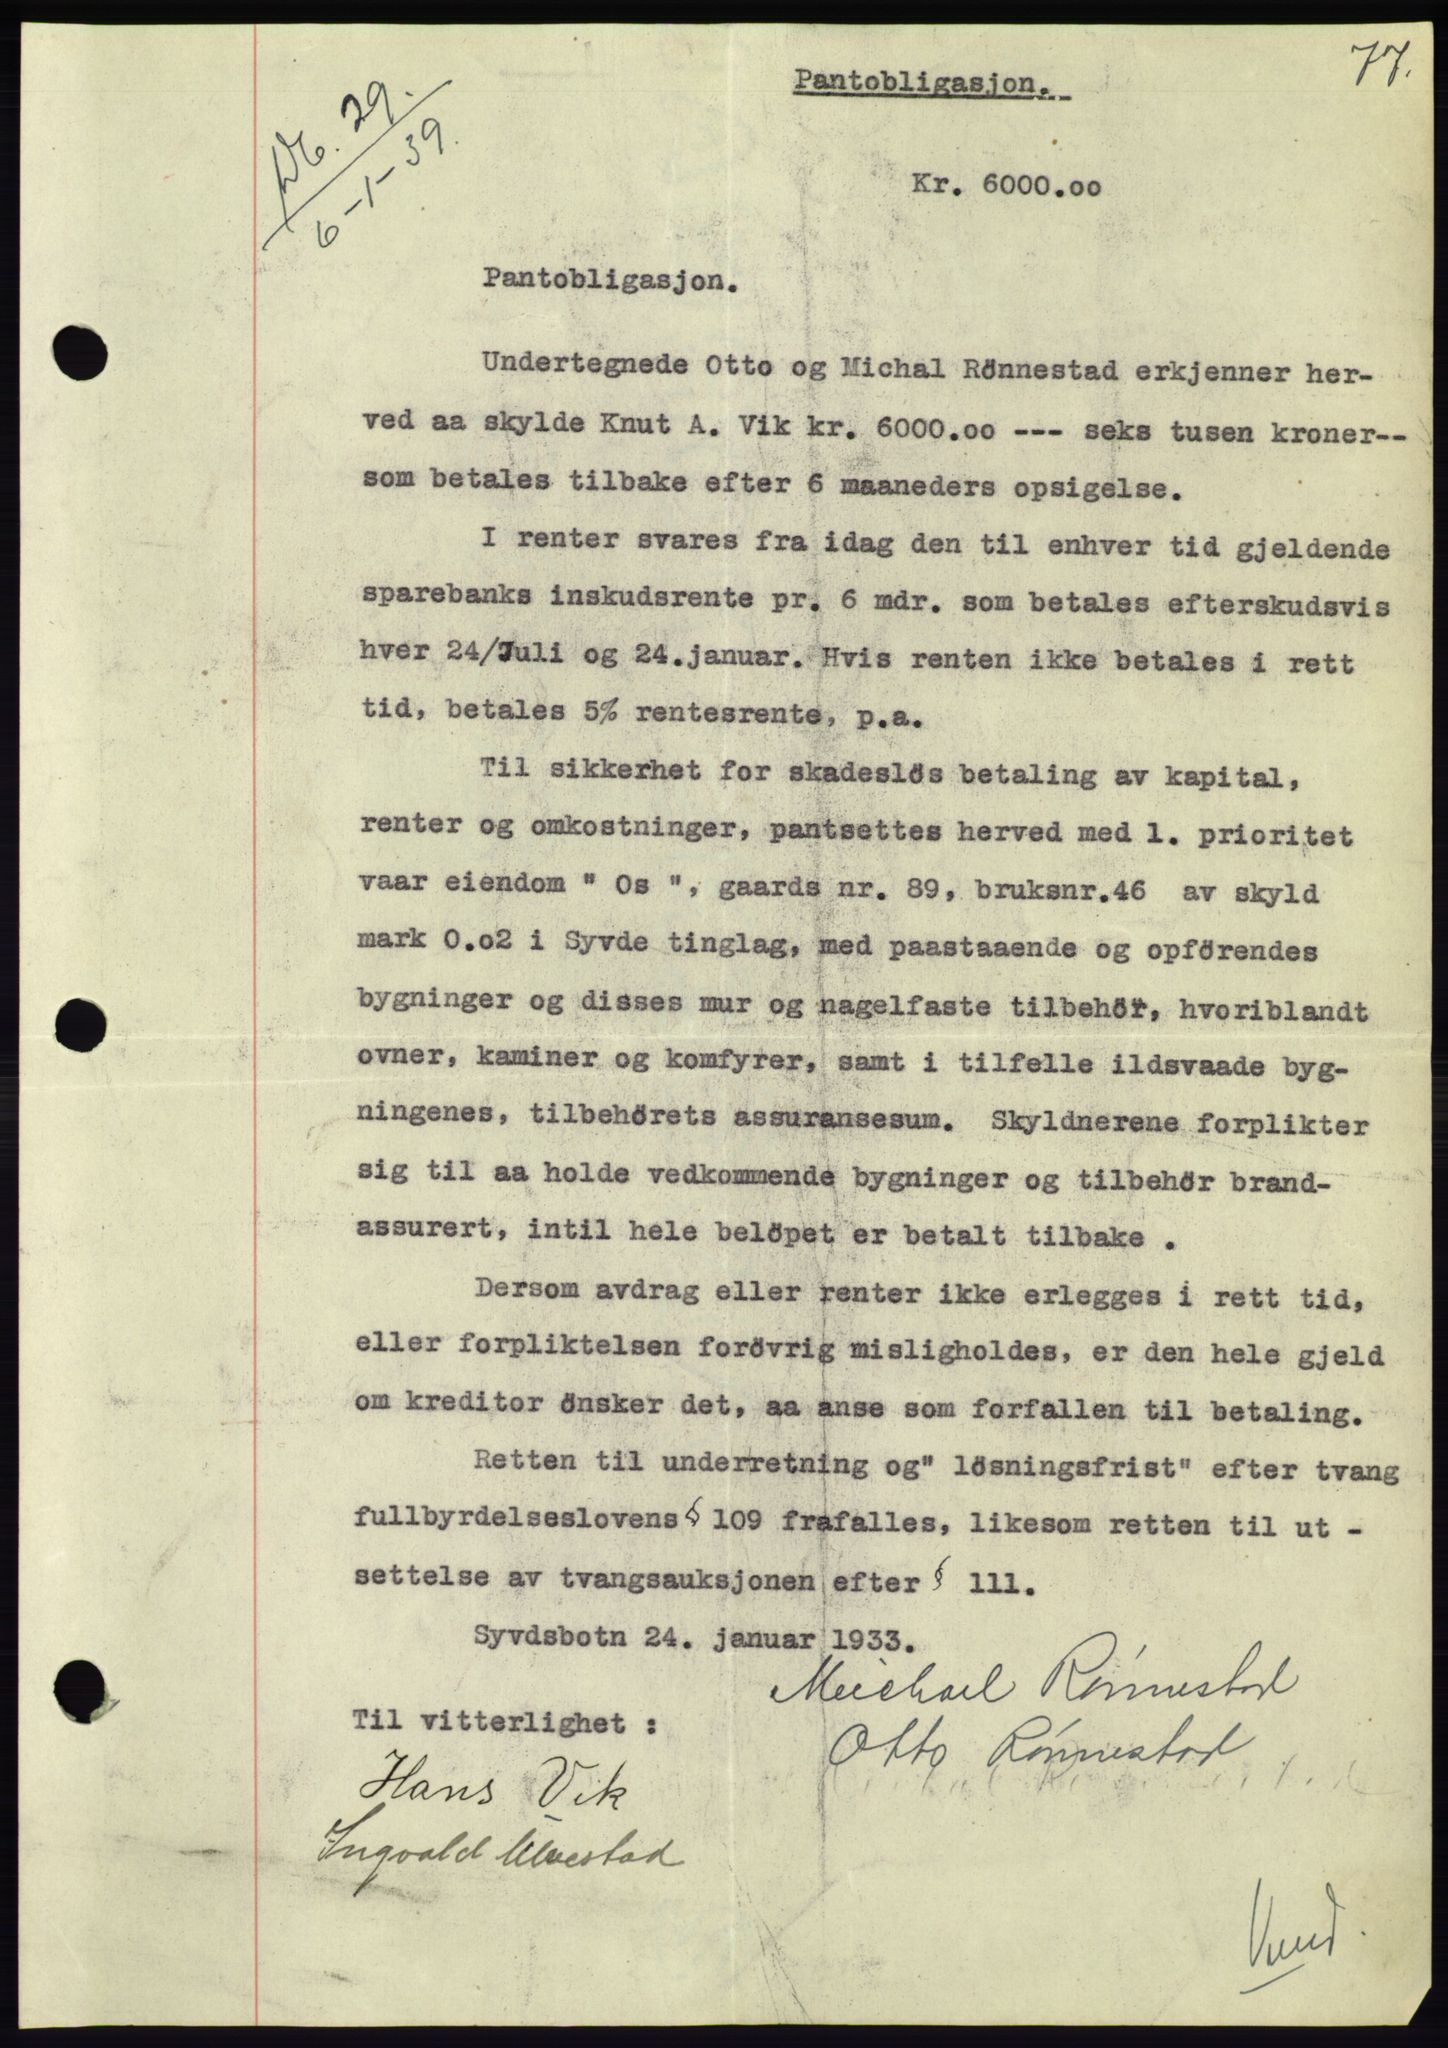 77.
Pantobligasjon.
Nb. 29.
6-1-39.
Kr. 6000.oo
Pantobligasjon.
Undertegnede Otto og Michal Rönnestad erkjenner her-
ved aa skylde Knut A. Vik kr. 6000.oo --- seks tusen kroner--
som betales tilbake efter 6 maaneders opsigelse.
I renter svares fra idag den til enhver tid gjeldende
sparebanks inskudsrente pr. 6 mdr. som betales efterskudsvis
hver 24/Juli og 24.januar. Hvis renten ikke betales i rett
tid, betales 5% rentesrente, p.a.
Til sikkerhet for skadeslös betaling av kapital,
renter og omkostninger, pantsettes herved med 1. prioritet
vaar eiendom " Os ", gaards nr. 89, bruksnr.46 av skyld
mark 0.o2 i Syvde tinglag, med paastaaende og opförendes
bygninger og disses mur og nagelfaste tilbehör, hvoriblandt
ovner, kaminer og komfyrer, samt i tilfelle ildsvaade byg-
ningenes, tilbehörets assuransesum. Skyldnerene forplikter
sig til aa holde vedkommende bygninger og tilbehör brand-
assurert, intil hele belöpet er betalt tilbake .
Dersom avdrag eller renter ikke erlegges i rett tid,
eller forpliktelsen forövrig misligholdes, er den hele gjeld
om kreditor önsker det, aa anse som forfallen til betaling.
Retten til underretning og" lösningsfrist" efter tvang
fullbyrdelseslovens § 109 frafalles, likesom retten til ut -
settelse av tvangsauksjonen efter § 111.
Syvdsbotn 24. januar 1933.
Michael Rönnestad
Otto Rönnestad
Til vitterlighet :
Hans Vik
Ingvald Ulvestad